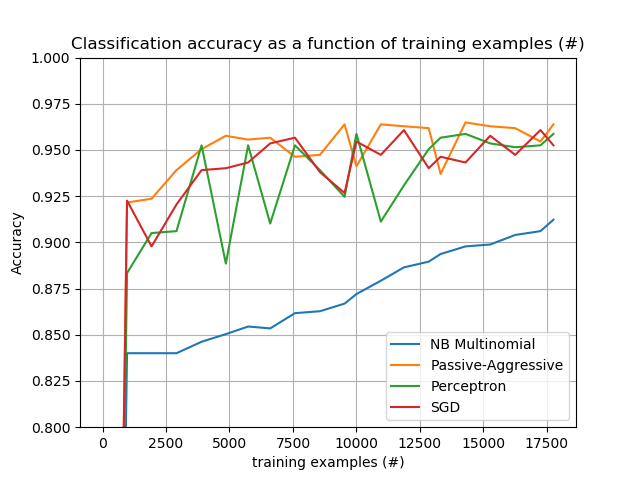 Classification accuracy as a function of training examples (#)
1.000
0.975
0.950
0.925
0.900
0.875
0.850
0.825
0.800
Accuracy
NB Multinomial
Passive-Aggressive
Perceptron
SGD
0 2500 5000 7500 10000 12500 15000 17500
training examples (#)